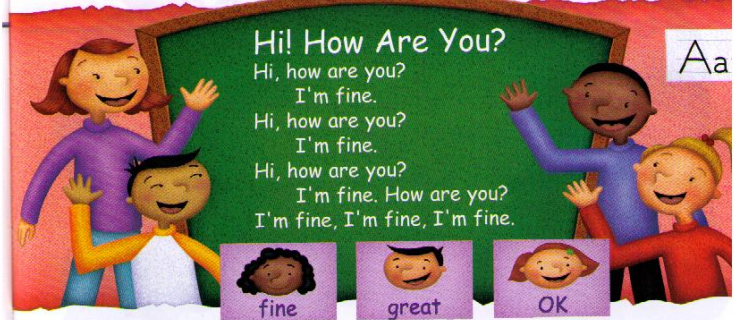 Hi! How Are You?
Hi, how are you?
I'm fine.
Hi, how are you?
I'm fine.
Hi, how are you?
I'm fine. How are you?
I'm fine, I'm fine, I'm fine.
Aa
fine
great
OK